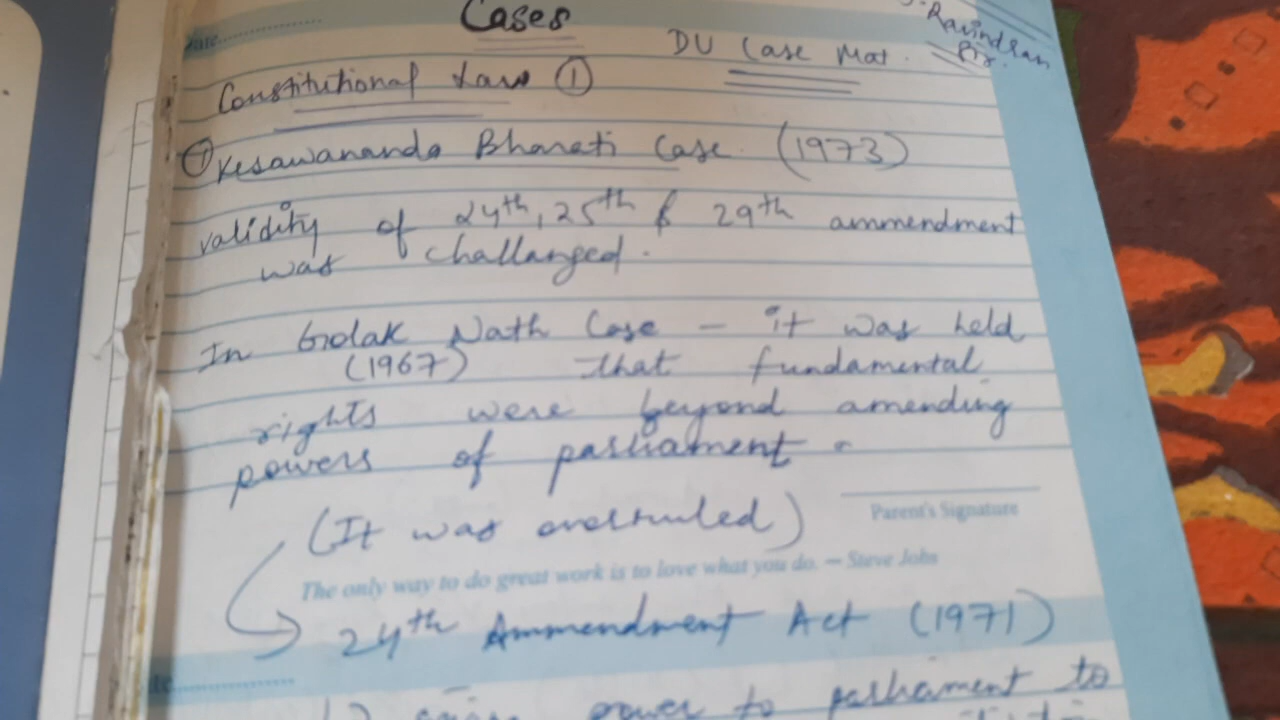 Cases
DU Case Mat.
Ravindran
Sir.
Constitutional Law ①
① Kesawananda Bharati Case. (1973)
validity of 24th, 25th & 29th ammendment
was challanged.
In Golak Nath Case - it was held
(1967) that fundamental
rights were beyond amending
powers of parliament.
(It was overruled)
Parent's Signature
The only way to do great work is to love what you do. — Steve Jobs
24th Ammendment Act (1971)
power to parliament to